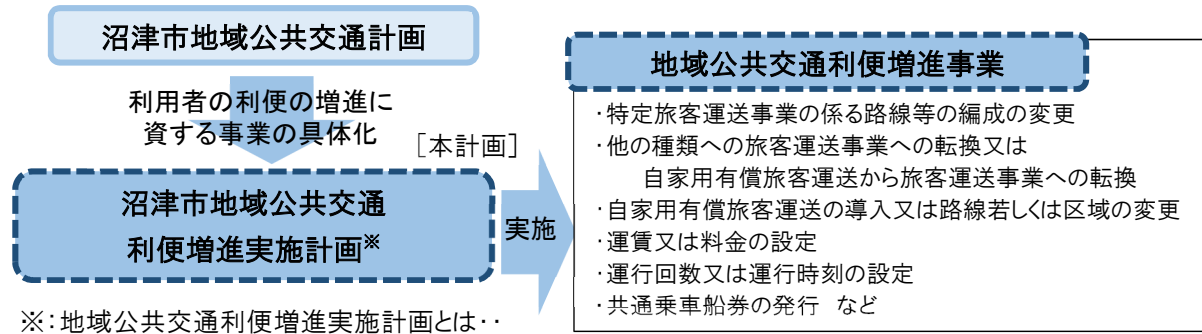 沼津市地域公共交通計画
利用者の利便の増進に
資する事業の具体化
［本計画］
沼津市地域公共交通
利便増進実施計画※
実施
地域公共交通利便増進事業
・特定旅客運送事業の係る路線等の編成の変更
・他の種類への旅客運送事業への転換又は
自家用有償旅客運送から旅客運送事業への転換
・自家用有償旅客運送の導入又は路線若しくは区域の変更
・運賃又は料金の設定
・運行回数又は運行時刻の設定
・共通乗車船券の発行　など
※：地域公共交通利便増進実施計画とは‥